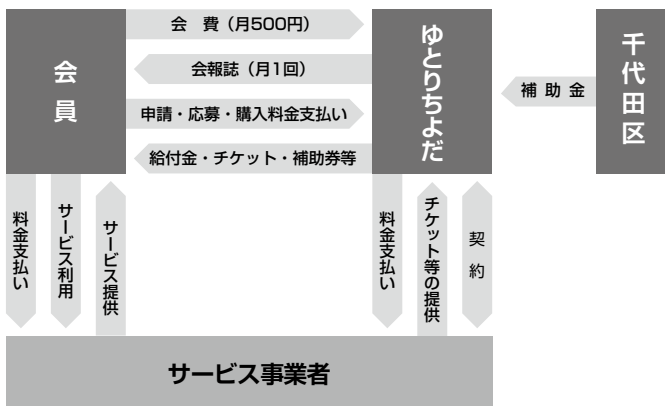 会員
会　費（月500円）
会報誌（月1回）
申請・応募・購入料金支払い
給付金・チケット・補助券等
ゆとりちよだ
補 助 金
千代田区
料金支払い
サービス利用
サービス提供
料金支払い
チケット等の提供
契　約
サービス事業者